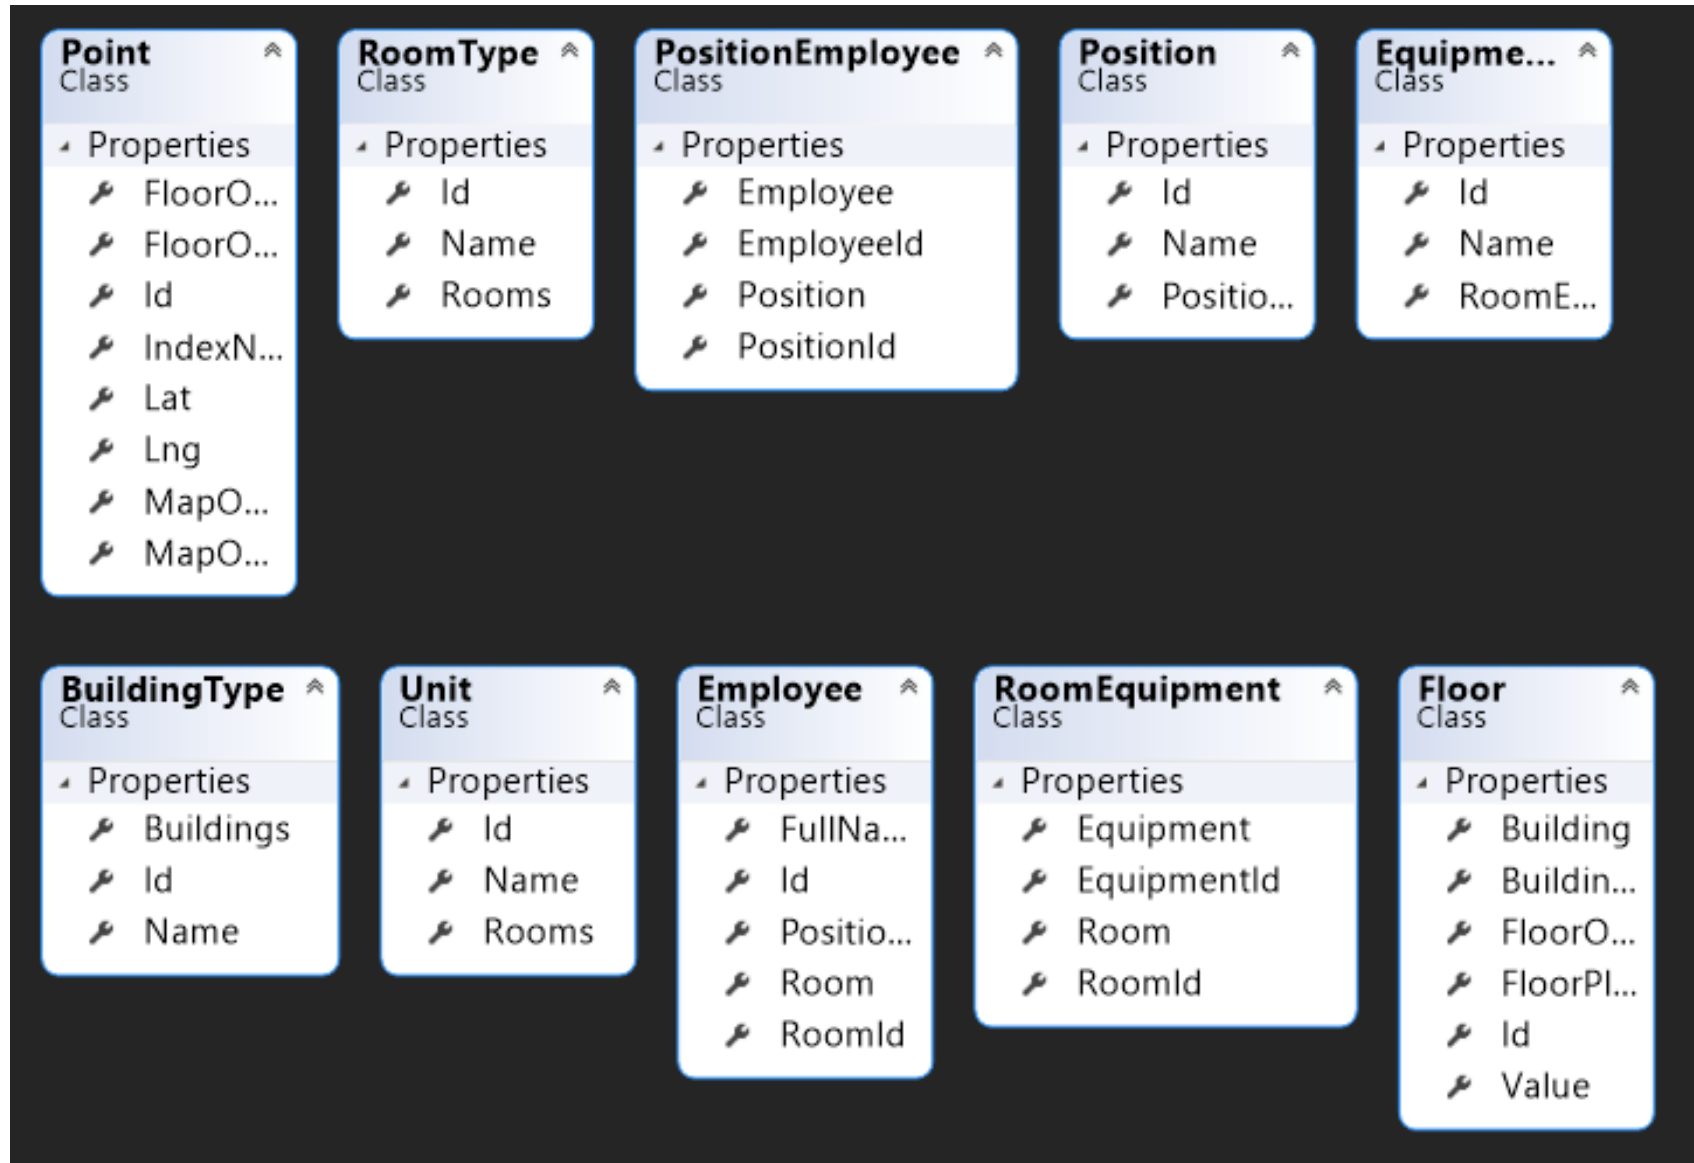 Point
Class
Properties
FloorO...
FloorO...
Id
IndexN...
Lat
Lng
MapO...
MapO...
RoomType
Class
Properties
Id
Name
Rooms
PositionEmployee
Class
Properties
Employee
EmployeeId
Position
PositionId
Position
Class
Properties
Id
Name
Positio...
Equipme...
Class
Properties
Id
Name
RoomE...
BuildingType
Class
Properties
Buildings
Id
Name
Unit
Class
Properties
Id
Name
Rooms
Employee
Class
Properties
FullNa...
Id
Positio...
Room
RoomId
RoomEquipment
Class
Properties
Equipment
EquipmentId
Room
RoomId
Floor
Class
Properties
Building
Buildin...
FloorO...
FloorPl...
Id
Value